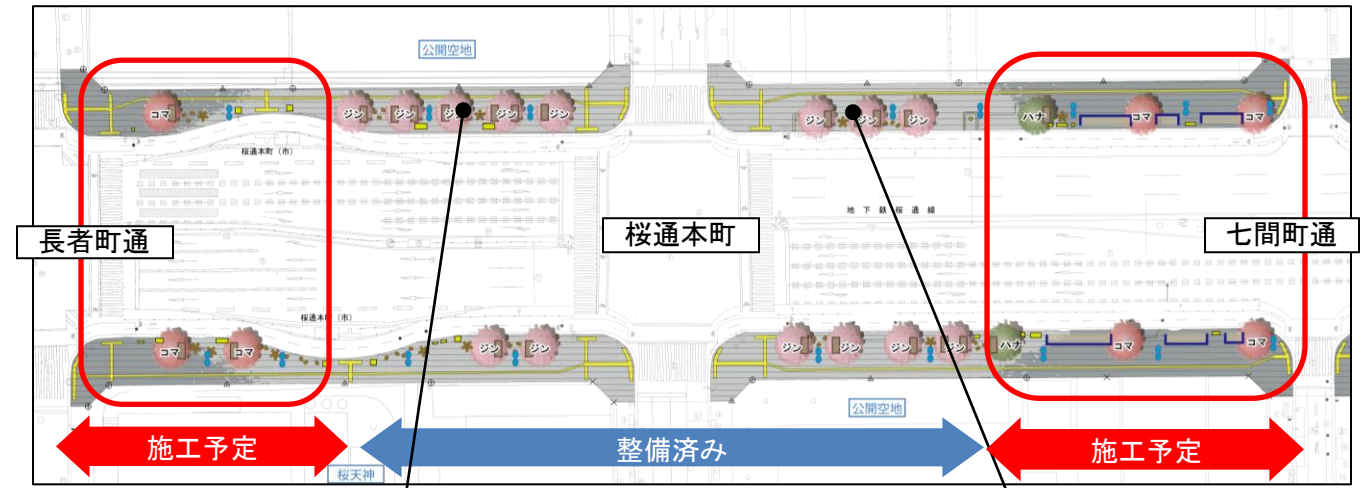 公開空地
コマ
ジン
ジン
ジン
ジン
ジン
ジン
ジン
ジン
ハナ
コマ
コマ
桜通本町(市)
地下鉄桜通線
長者町通
桜通本町
七間町通
桜通本町(市)
コマ
コマ
ジン
ジン
ジン
ジン
ジン
ジン
ハナ
コマ
コマ
公開空地
施工予定
整備済み
施工予定
桜天神